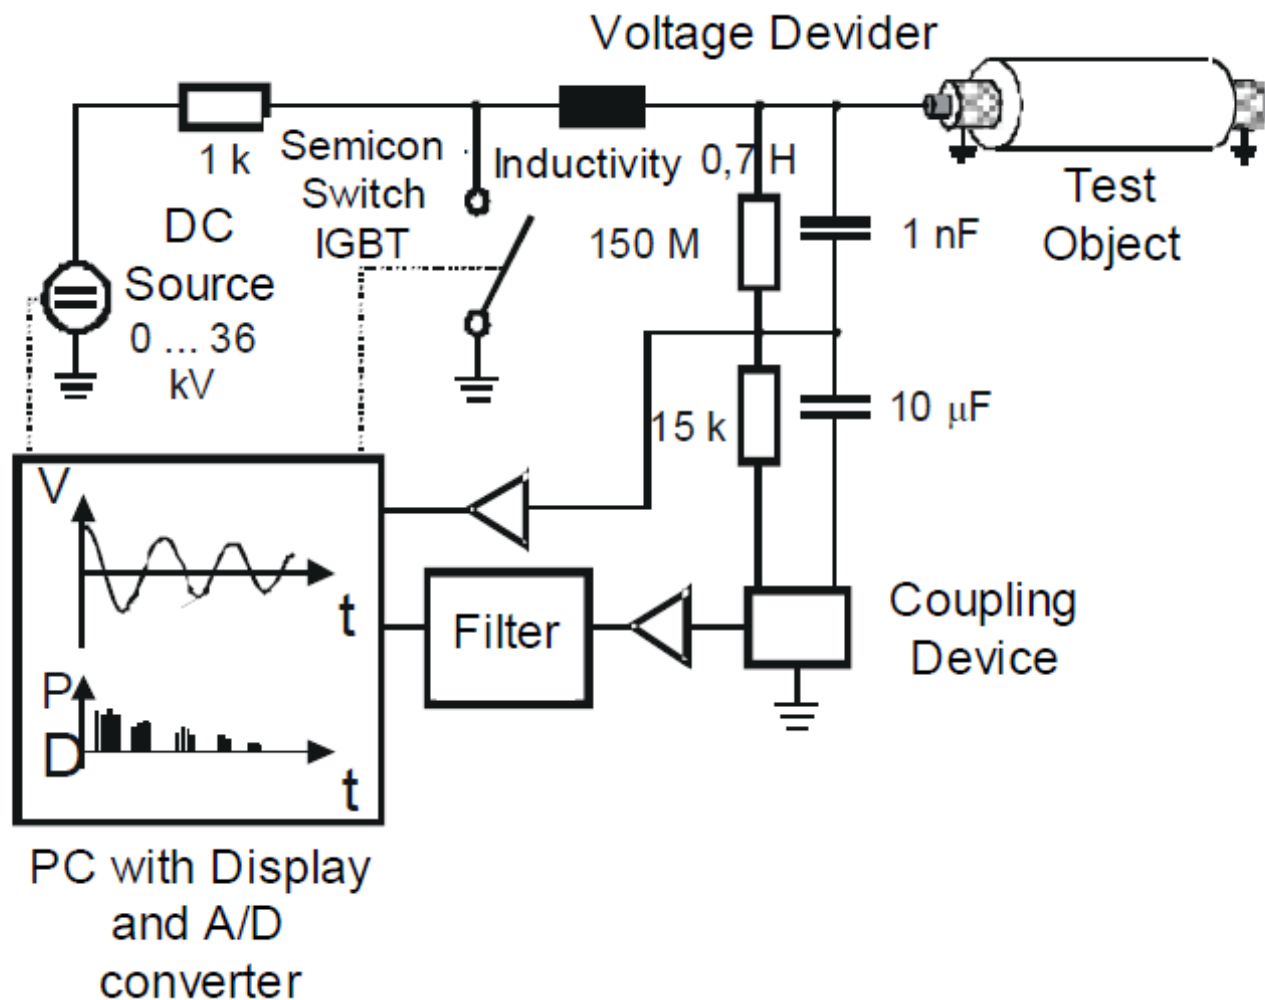 Voltage Devider
1 k
Semicon
Switch
IGBT
Inductivity 0,7 H
Test
Object
DC
Source
0 ... 36
kV
150 M
1 nF
15 k
10 μF
V
t
P
D
t
Filter
Coupling
Device
PC with Display
and A/D
converter